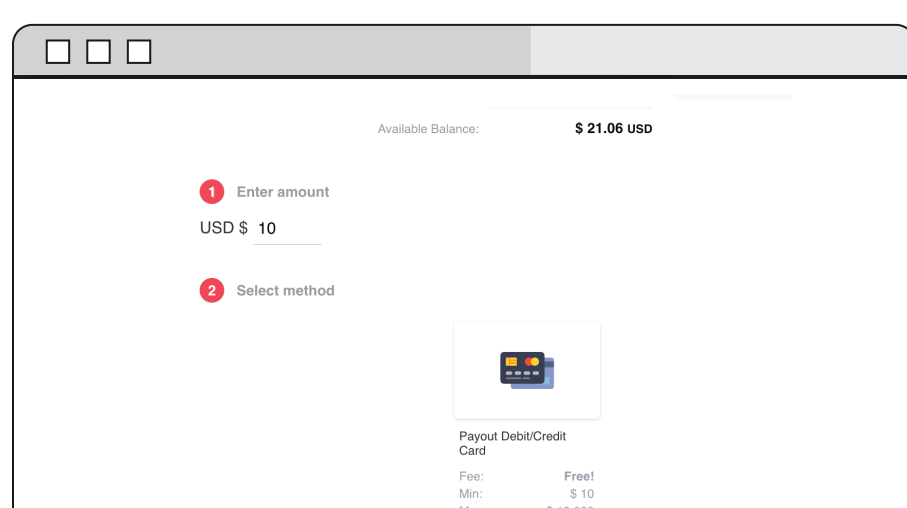 Available Balance: $ 21.06 USD
1 Enter amount
USD $ 10
2 Select method
Payout Debit/Credit
Card
Fee: Free!
Min: $ 10